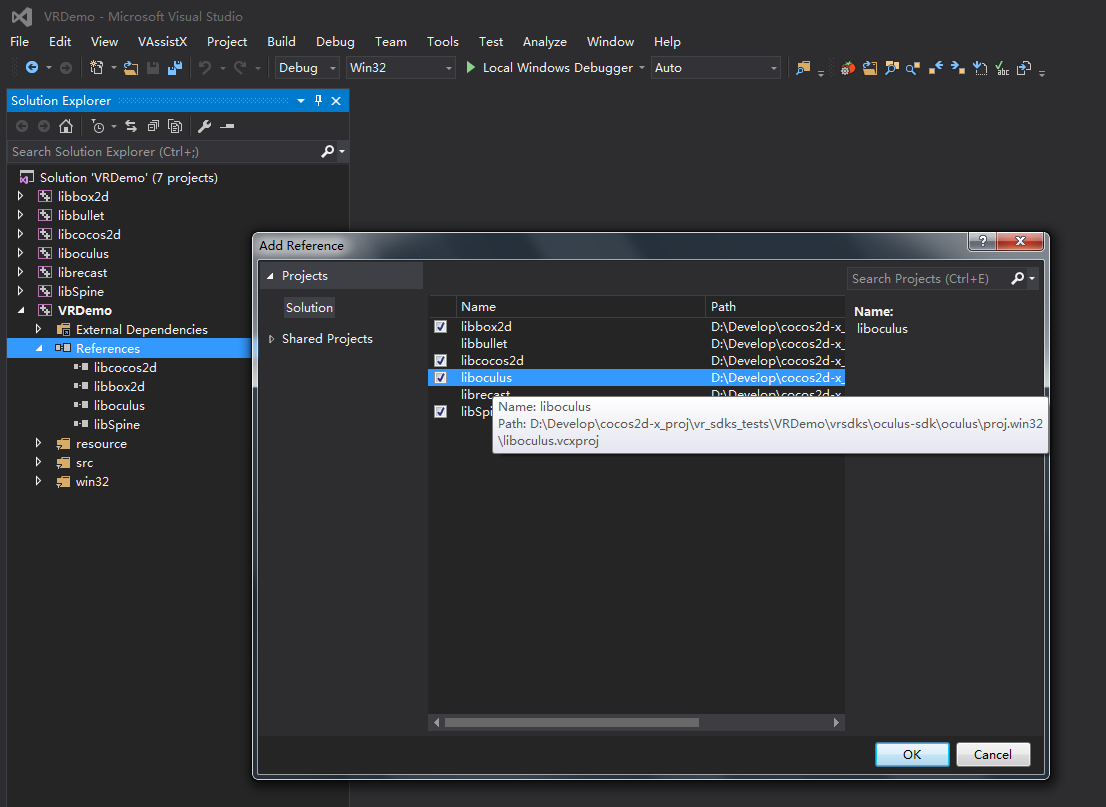 VRDemo - Microsoft Visual Studio
File Edit View VAssistX Project Build Debug Team Tools Test Analyze Window Help
Debug Win32 Local Windows Debugger Auto
Solution Explorer
Search Solution Explorer (Ctrl+;)
Solution 'VRDemo' (7 projects)
libbox2d
libbullet
libcocos2d
liboculus
librecast
libSpine
VRDemo
External Dependencies
References
libcocos2d
libbox2d
liboculus
libSpine
resource
src
win32
Add Reference
Projects
Solution
Shared Projects
Search Projects (Ctrl+E)
Name Path
libbox2d D:\Develop\cocos2d-x_
libbullet D:\Develop\cocos2d-x_
libcocos2d D:\Develop\cocos2d-x_
liboculus D:\Develop\cocos2d-x_
librecast D:\Develop\cocos2d-x_
libSpi
Name: liboculus
Path: D:\Develop\cocos2d-x_proj\vr_sdks_tests\VRDemo\vrsdks\oculus-sdk\oculus\proj.win32
\liboculus.vcxproj
Name:
liboculus
OK Cancel